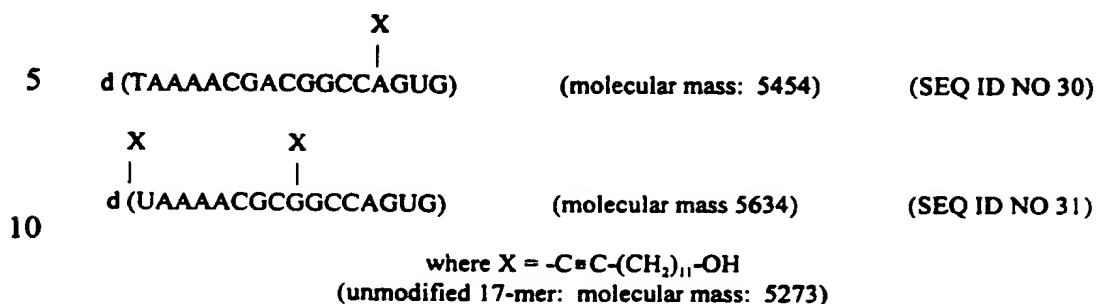 X
|
5 d (TAAAACGACGGCCAGUG) (molecular mass: 5454) (SEQ ID NO 30)
X X
| |
d (UAAAACGCGGGCCAGUG) (molecular mass 5634) (SEQ ID NO 31)
10
where X = -C≡C-(CH₂)₁₁-OH
(unmodified 17-mer: molecular mass: 5273)